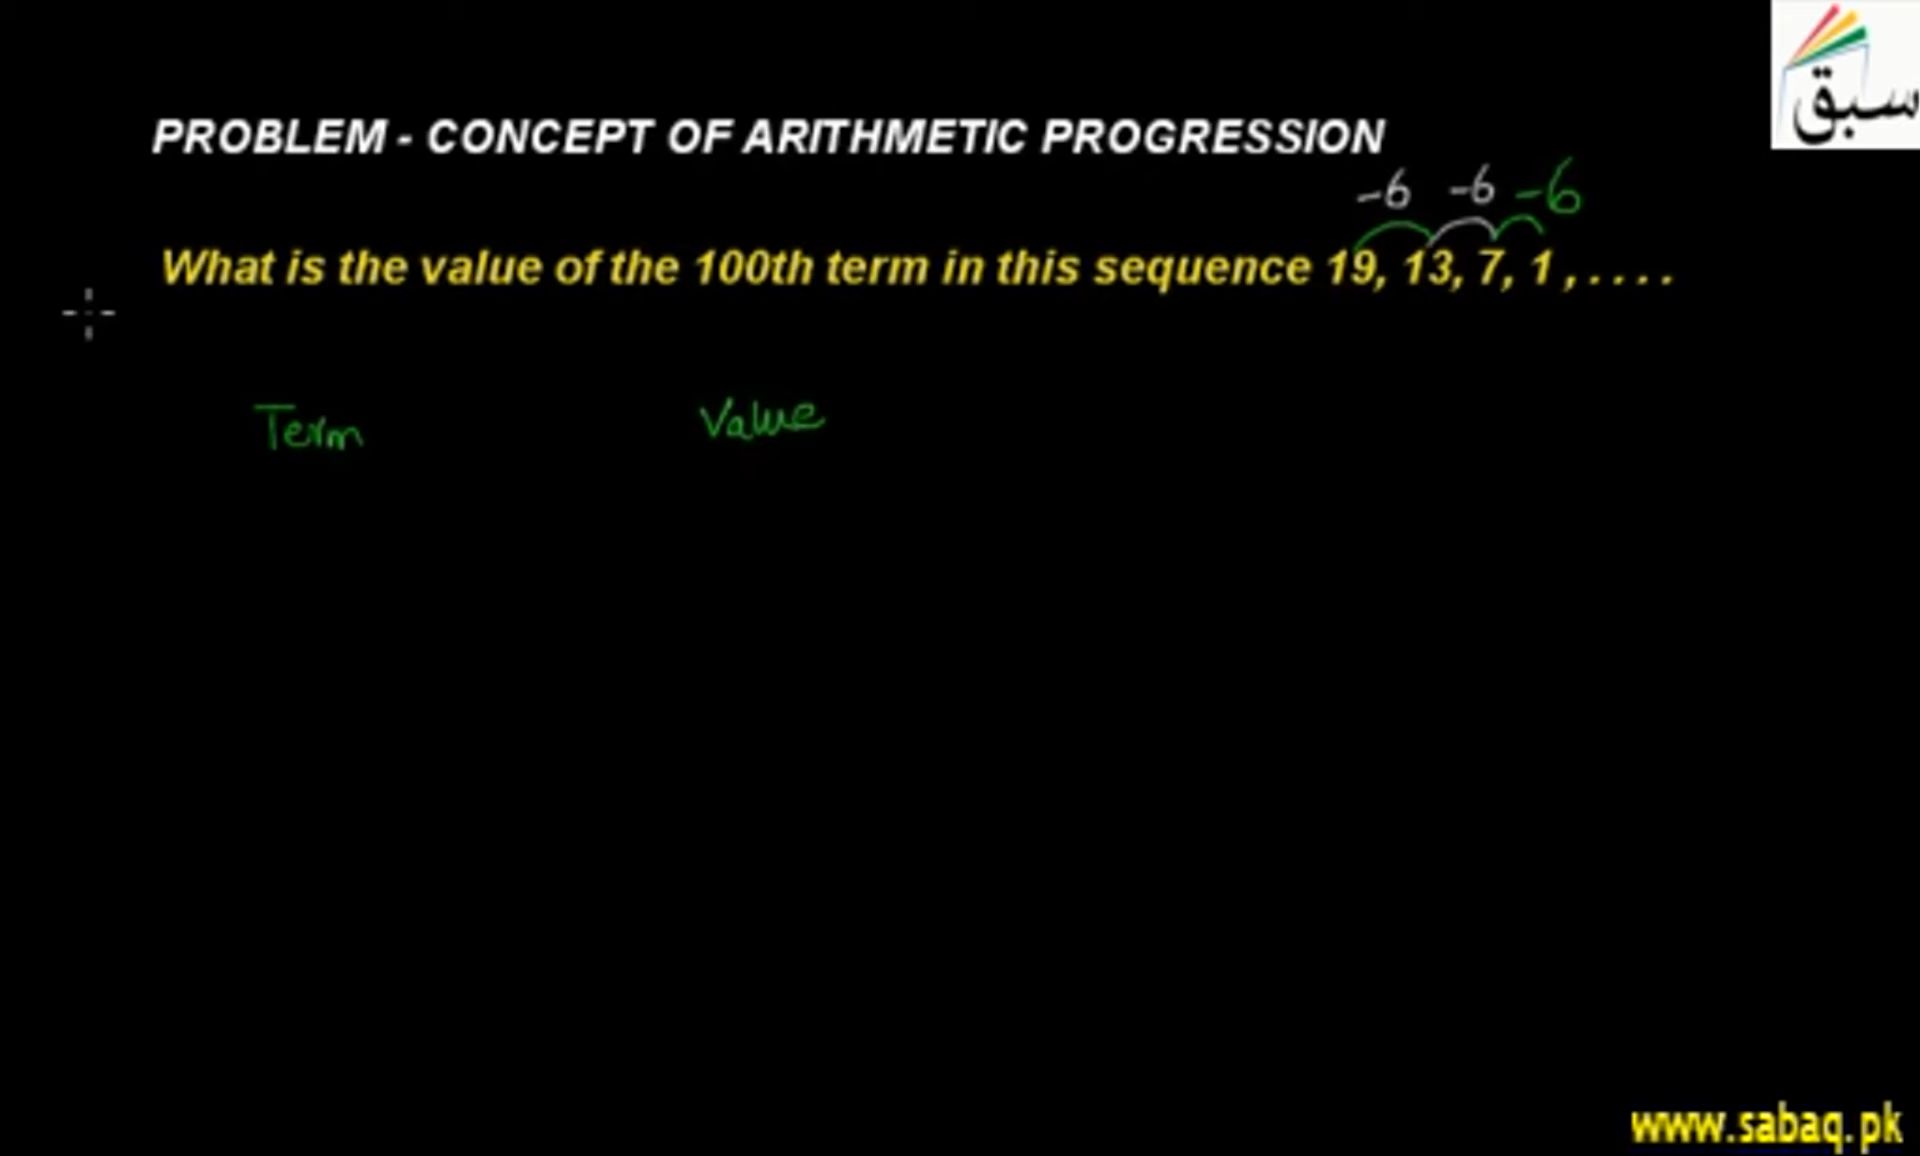 سبق
PROBLEM - CONCEPT OF ARITHMETIC PROGRESSION
-6 -6 -6
What is the value of the 100th term in this sequence 19, 13, 7, 1 , . . . .
Term Value
www.sabaq.pk